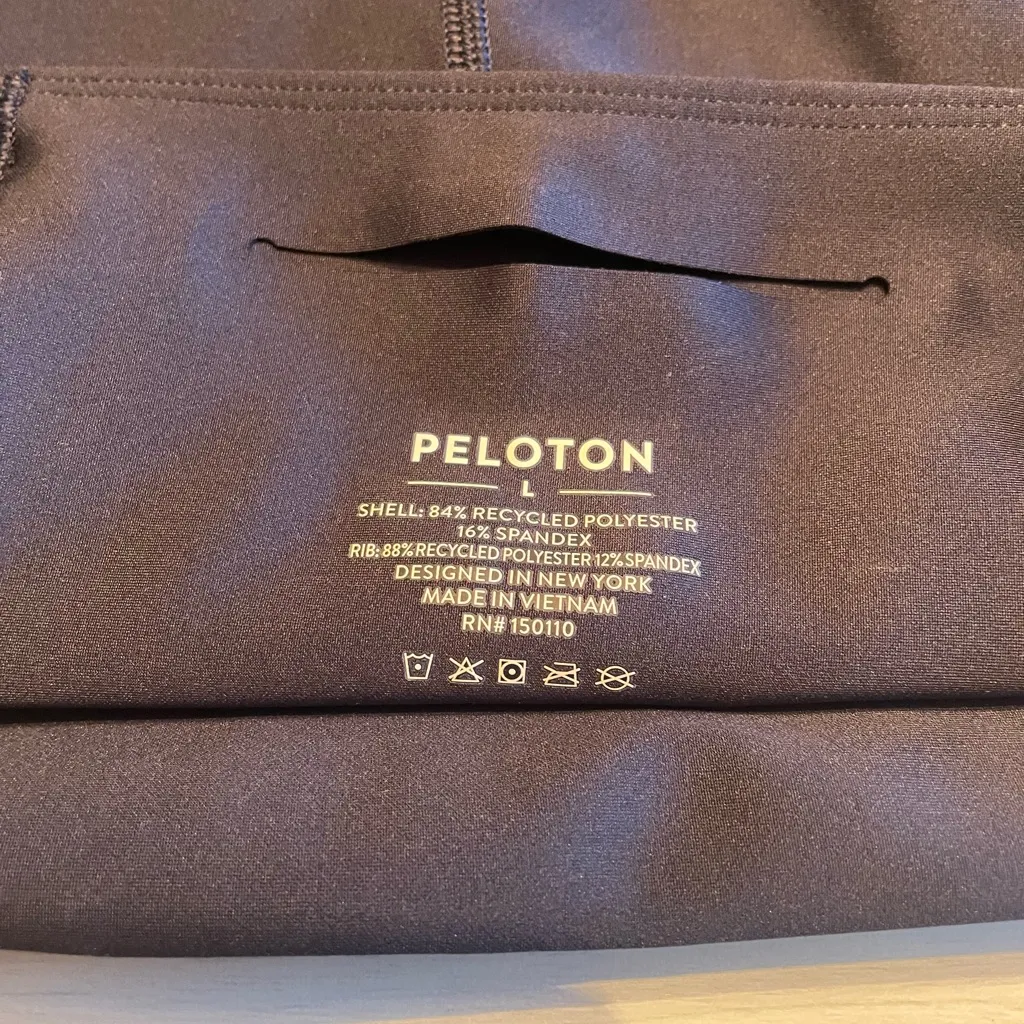 PELOTON
L
SHELL: 84% RECYCLED POLYESTER
16% SPANDEX
RIB: 88% RECYCLED POLYESTER 12% SPANDEX
DESIGNED IN NEW YORK
MADE IN VIETNAM
RN# 150110